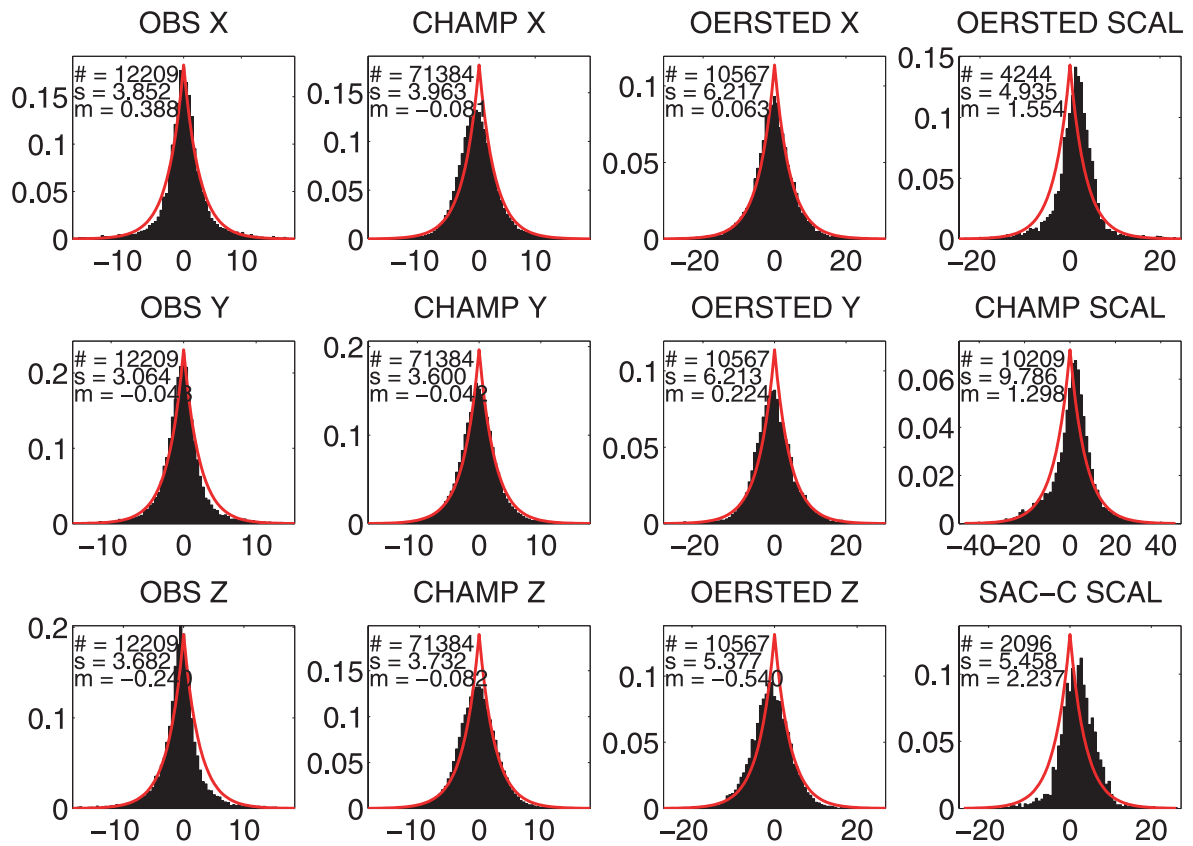 OBS X
CHAMP X
OERSTED X
OERSTED SCAL
# = 12209
s = 3.852
m = 0.388
0.15
0.1
0.05
0
−10 0 10
# = 71384
s = 3.963
m = −0.081
0.15
0.1
0.05
0
−10 0 10
# = 10567
s = 6.217
m = 0.063
0.1
0.05
0
−20 0 20
# = 4244
s = 4.935
m = 1.554
0.15
0.1
0.05
0
−20 0 20
OBS Y
CHAMP Y
OERSTED Y
CHAMP SCAL
# = 12209
s = 3.064
m = −0.043
0.2
0.1
0
−10 0 10
# = 71384
s = 3.600
m = −0.042
0.2
0.1
0
−10 0 10
# = 10567
s = 6.213
m = 0.224
0.1
0.05
0
−20 0 20
# = 10209
s = 9.786
m = 1.298
0.06
0.04
0.02
0
−40 −20 0 20 40
OBS Z
CHAMP Z
OERSTED Z
SAC−C SCAL
# = 12209
s = 3.682
m = −0.240
0.2
0.1
0
−10 0 10
# = 71384
s = 3.732
m = −0.082
0.15
0.1
0.05
0
−10 0 10
# = 10567
s = 5.377
m = −0.540
0.1
0.05
0
−20 0 20
# = 2096
s = 5.458
m = 2.237
0.1
0.05
0
−20 0 20